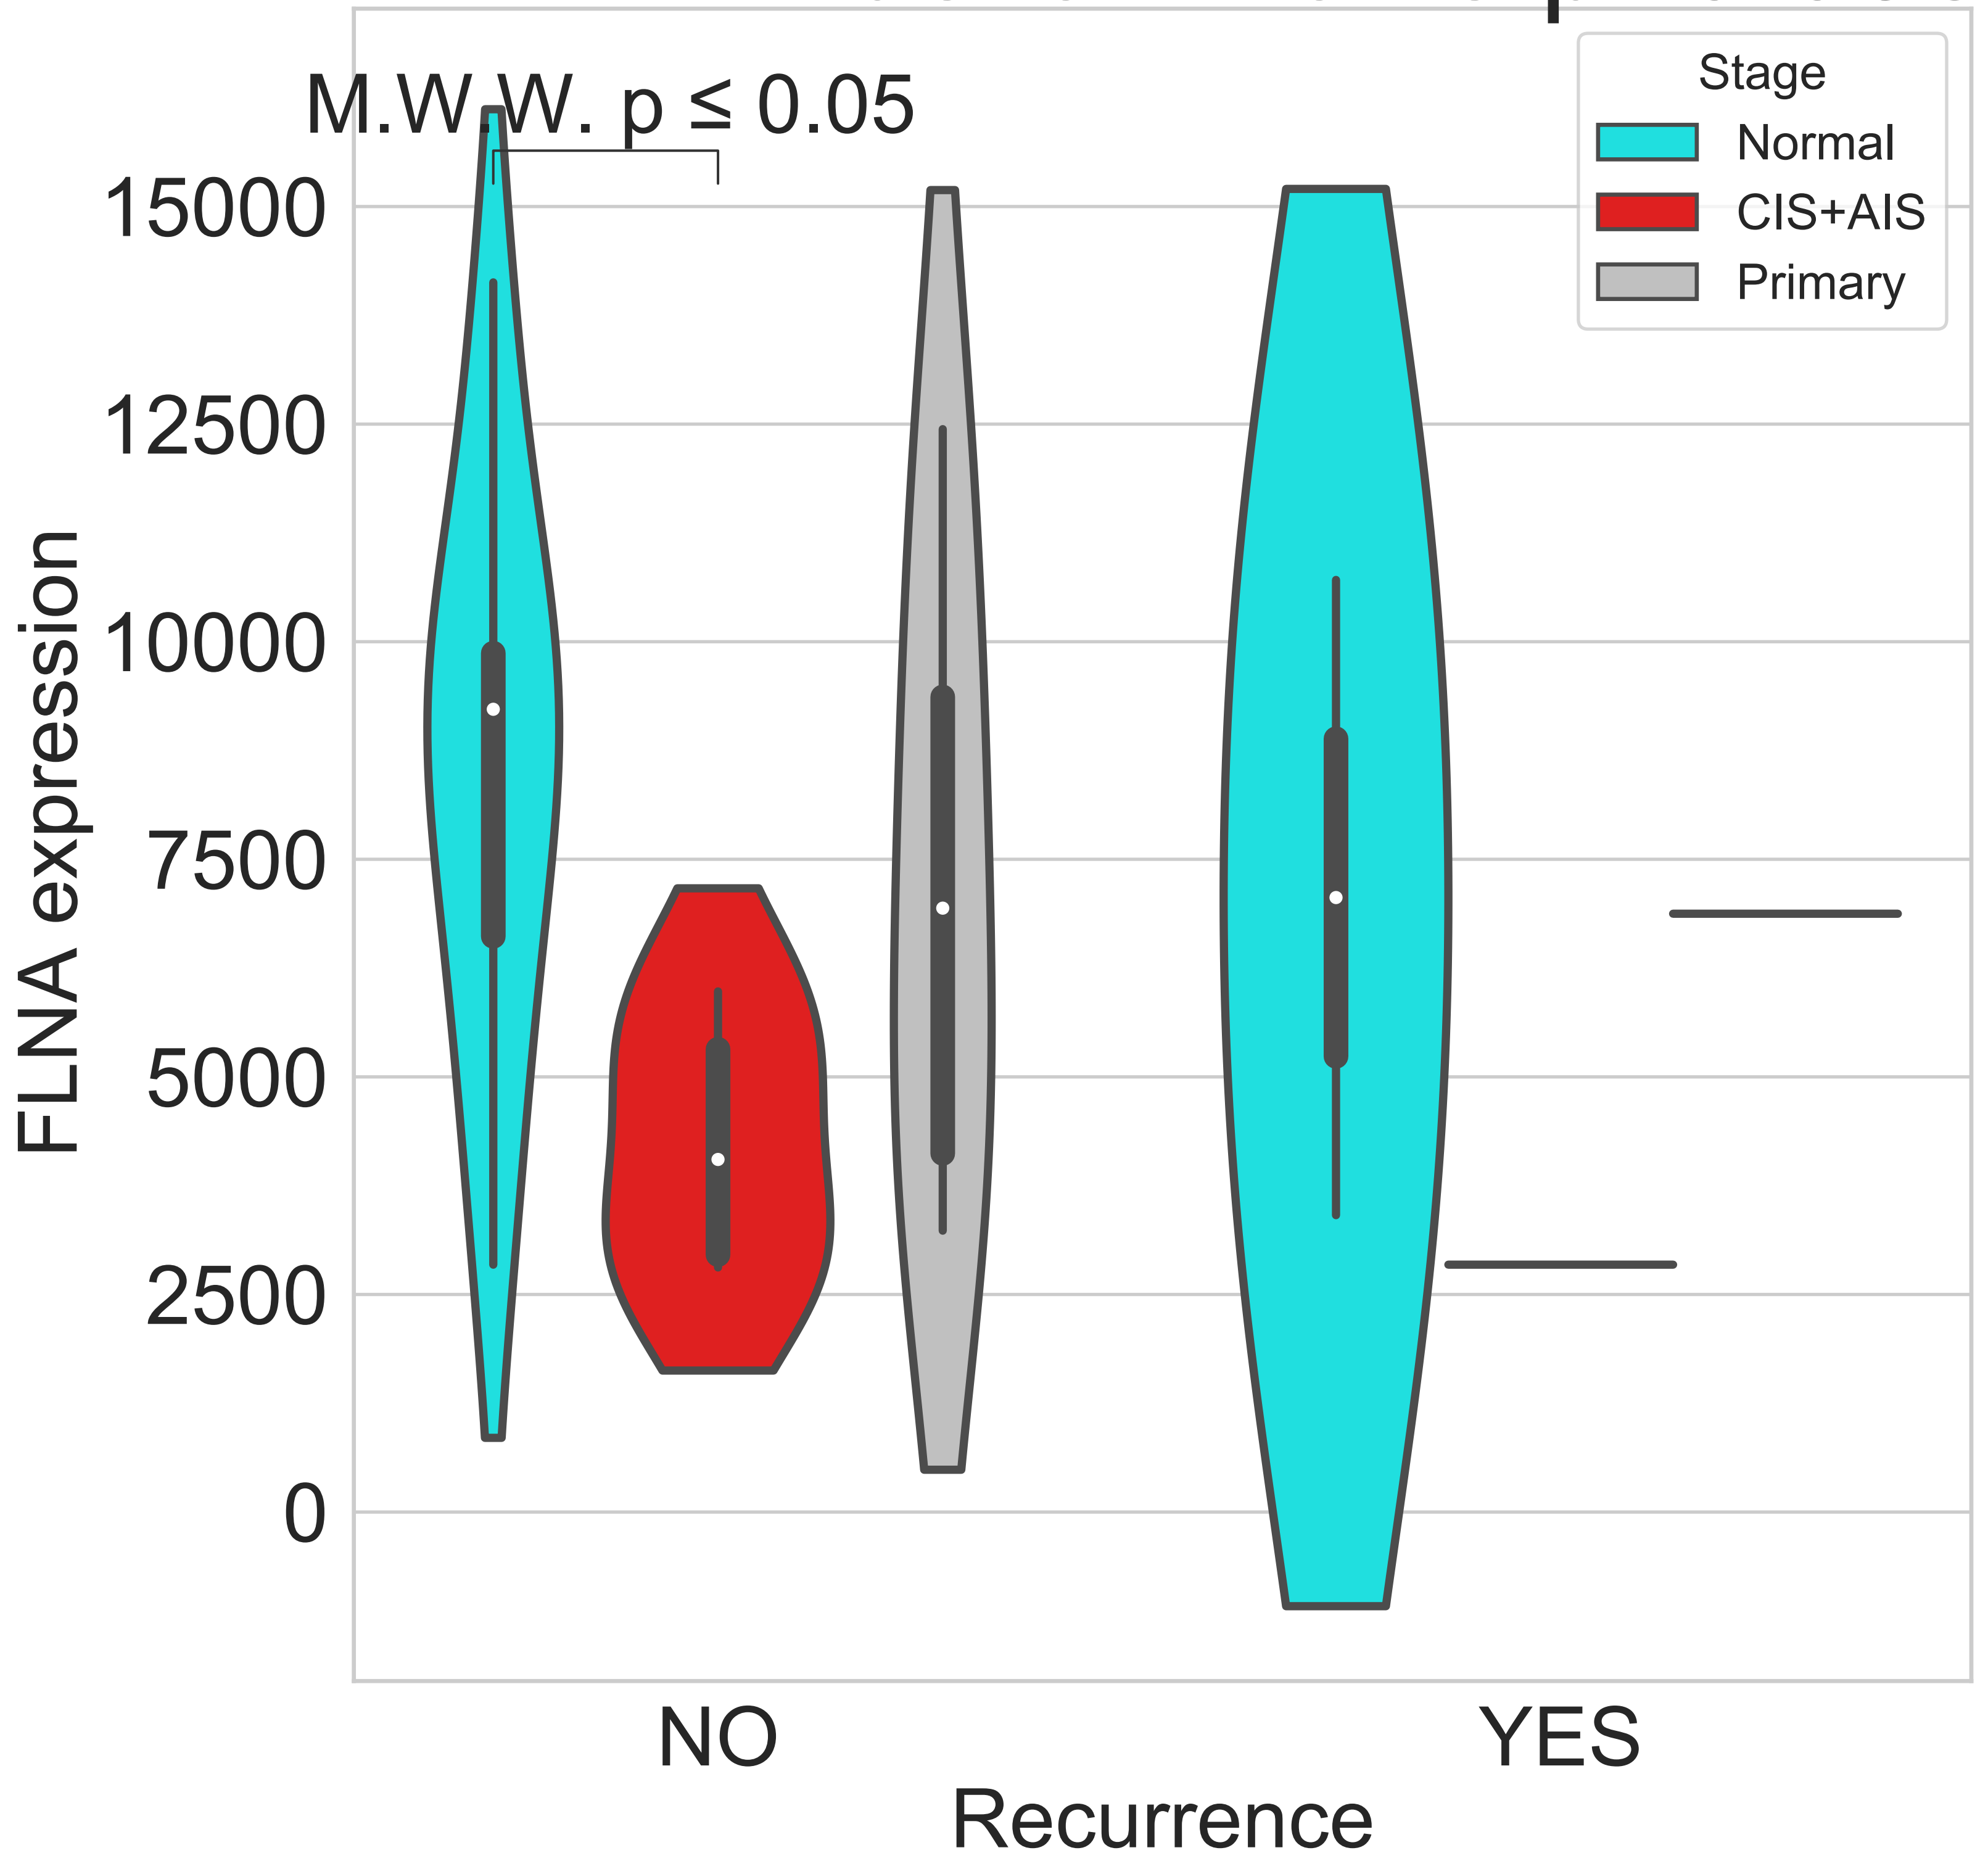 M.W.W. p ≤ 0.05
Stage
Normal
CIS+AIS
Primary
15000
12500
10000
7500
5000
2500
0
FLNA expression
NO
YES
Recurrence